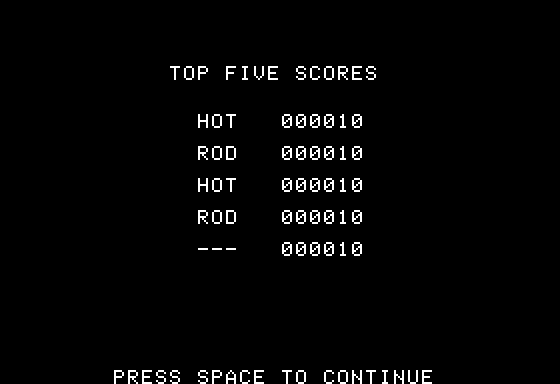 TOP FIVE SCORES
HOT 000010
ROD 000010
HOT 000010
ROD 000010
--- 000010
PRESS SPACE TO CONTINUE